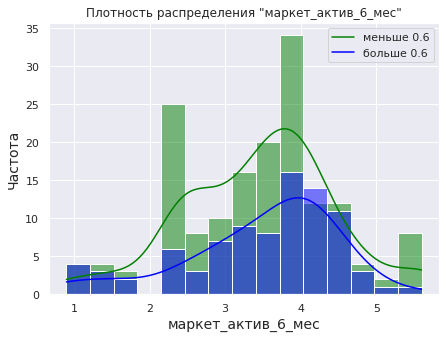 Плотность распределения "маркет_актив_6_мес"
меньше 0.6
больше 0.6
Частота
35
30
25
20
15
10
5
0
1 2 3 4 5
маркет_актив_6_мес